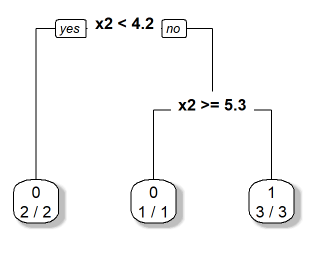 yes x2 < 4.2 no
x2 >= 5.3
0
2 / 2
0
1 / 1
1
3 / 3